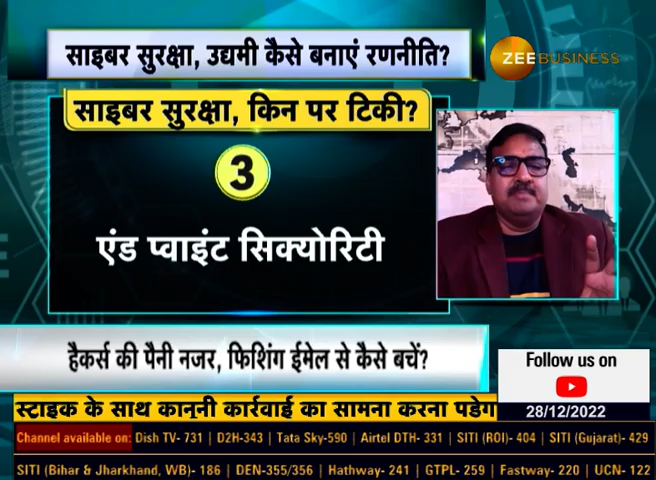 साइबर सुरक्षा, उद्यमी कैसे बनाएं रणनीति?
ZEE BUSINESS
साइबर सुरक्षा, किन पर टिकी?
3
एंड प्वाइंट सिक्योरिटी
हैकर्स की पैनी नजर, फिशिंग ईमेल से कैसे बचें?
Follow us on
स्टाइक के साथ कानूनी कार्रवाई का सामना करना पडेग
28/12/2022
Channel available on: Dish TV- 731 | D2H-343 | Tata Sky-590 | Airtel DTH- 331 | SITI (ROI)- 404 | SITI (Gujarat)- 429
SITI (Bihar & Jharkhand, WB)- 186 | DEN-355/356 | Hathway- 241 | GTPL- 259 | Fastway- 220 | UCN- 122